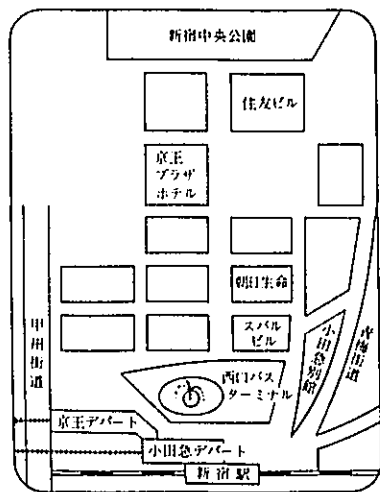 新宿中央公園
住友ビル
京王
プラザ
ホテル
朝日生命
スバル
ビル
甲州街道
小田急別館
青梅街道
西口バス
ターミナル
京王デパート
小田急デパート
新宿駅